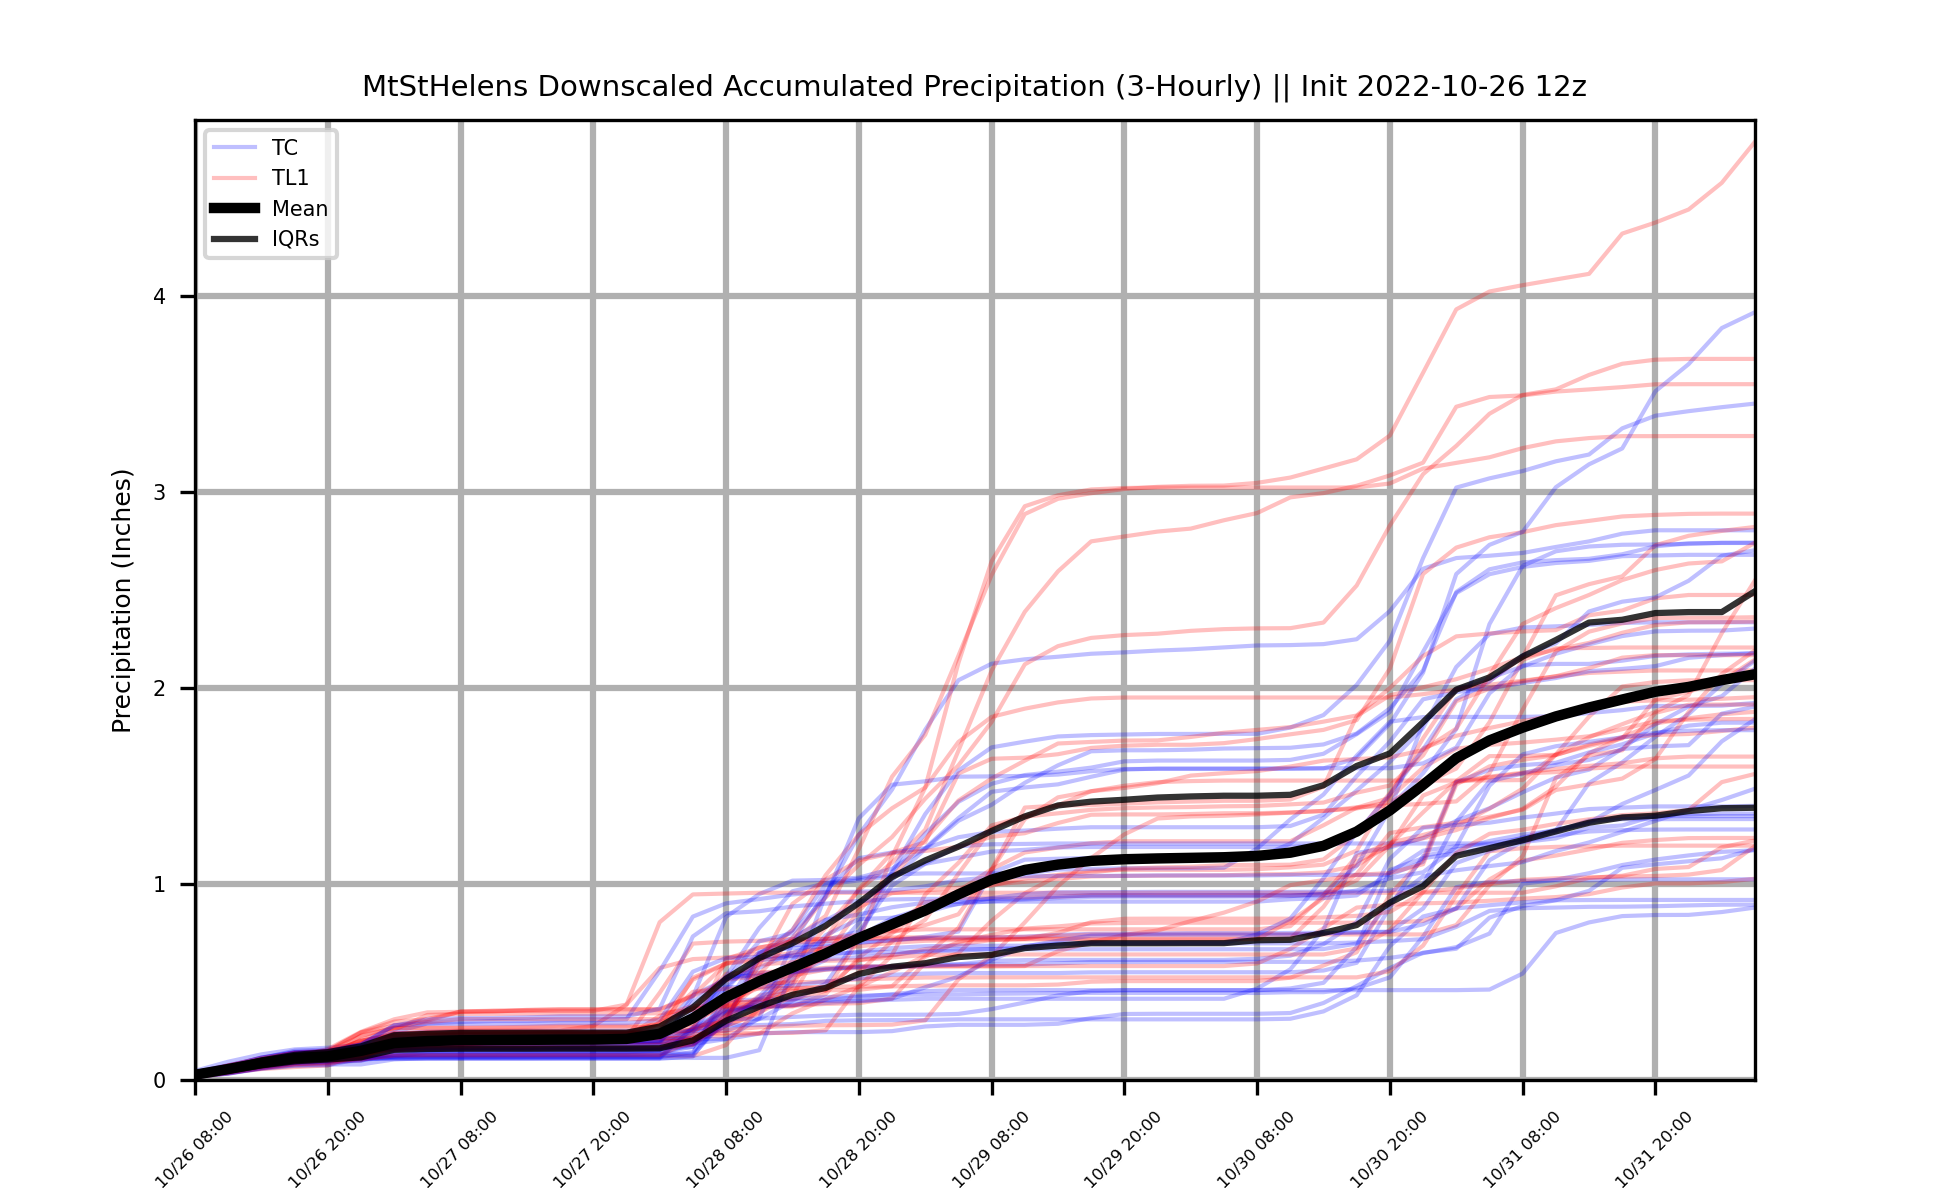 MtStHelens Downscaled Accumulated Precipitation (3-Hourly) || Init 2022-10-26 12z
TC
TL1
Mean
IQRs
Precipitation (Inches)
4
3
2
1
0
10/26 08:00
10/26 20:00
10/27 08:00
10/27 20:00
10/28 08:00
10/28 20:00
10/29 08:00
10/29 20:00
10/30 08:00
10/30 20:00
10/31 08:00
10/31 20:00